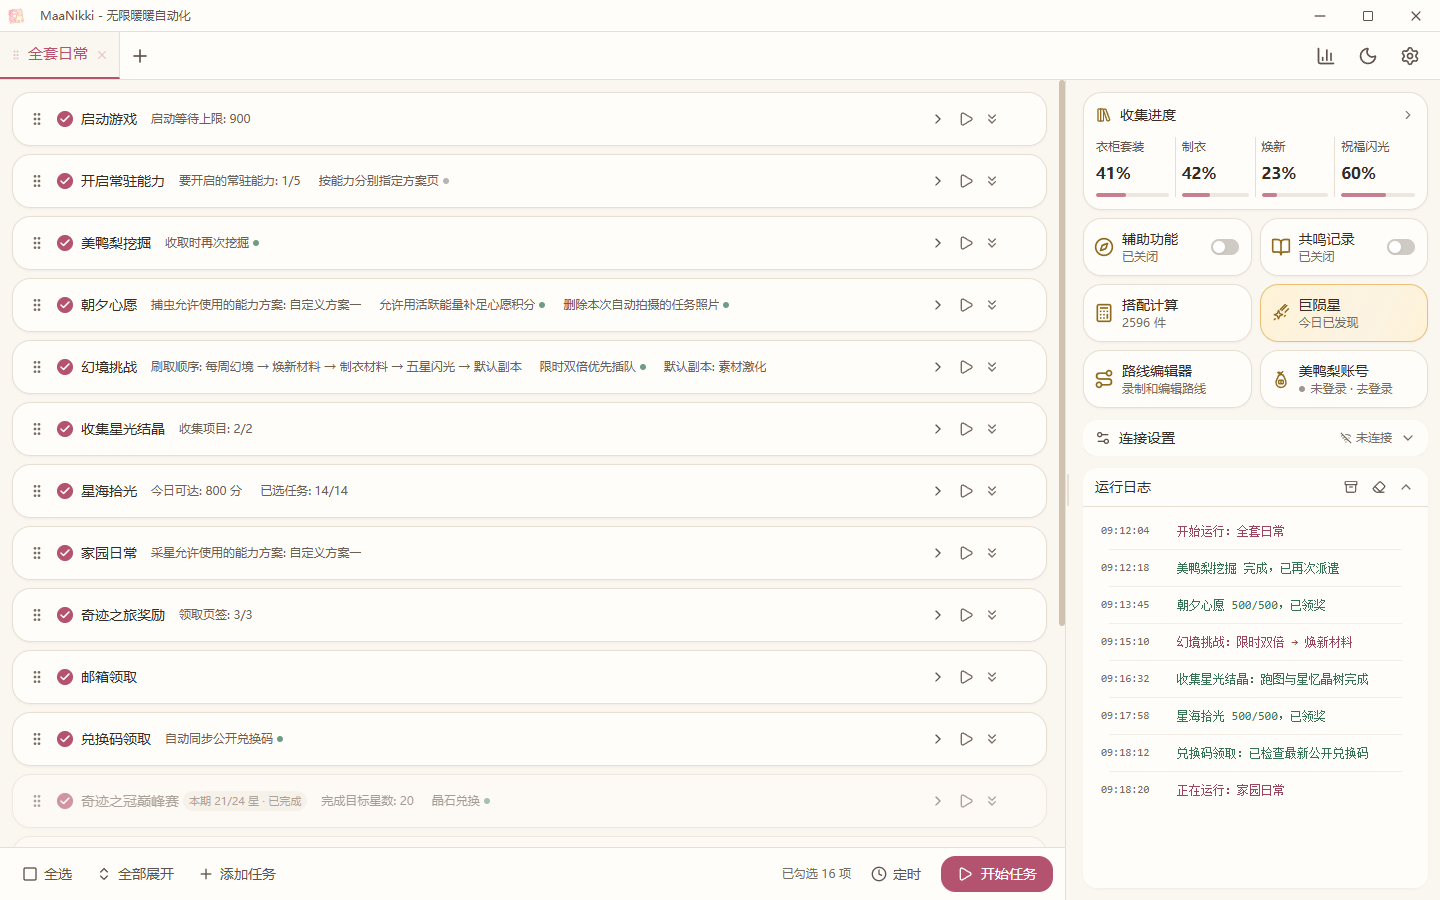 MaaNikki - 无限暖暖自动化
全套日常
启动游戏 启动等待上限: 900
开启常驻能力 要开启的常驻能力: 1/5 按能力分别指定方案页
美鸭梨挖掘 收取时再次挖掘
朝夕心愿 捕虫允许使用的能力方案: 自定义方案一 允许用活跃能量补足心愿积分 删除本次自动拍摄的任务照片
幻境挑战 刷取顺序: 每周幻境 → 焕新材料 → 制衣材料 → 五星闪光 → 默认副本 限时双倍优先插队 默认副本: 素材激化
收集星光结晶 收集项目: 2/2
星海拾光 今日可达: 800 分 已选任务: 14/14
家园日常 采星允许使用的能力方案: 自定义方案一
奇迹之旅奖励 领取页签: 3/3
邮箱领取
兑换码领取 自动同步公开兑换码
奇迹之冠巅峰赛 本期 21/24 星 · 已完成 完成目标星数: 20 晶石兑换
全选 全部展开 添加任务 已勾选 16 项 定时 开始任务
收集进度
衣柜套装 制衣 焕新 祝福闪光
41% 42% 23% 60%
辅助功能
已关闭
共鸣记录
已关闭
搭配计算
2596 件
巨陨星
今日已发现
路线编辑器
录制和编辑路线
美鸭梨账号
未登录 · 去登录
连接设置 未连接
运行日志
09:12:04 开始运行: 全套日常
09:12:18 美鸭梨挖掘 完成，已再次派遣
09:13:45 朝夕心愿 500/500，已领奖
09:15:10 幻境挑战: 限时双倍 → 焕新材料
09:16:32 收集星光结晶: 跑图与星忆晶树完成
09:17:58 星海拾光 500/500，已领奖
09:18:12 兑换码领取: 已检查最新公开兑换码
09:18:20 正在运行: 家园日常